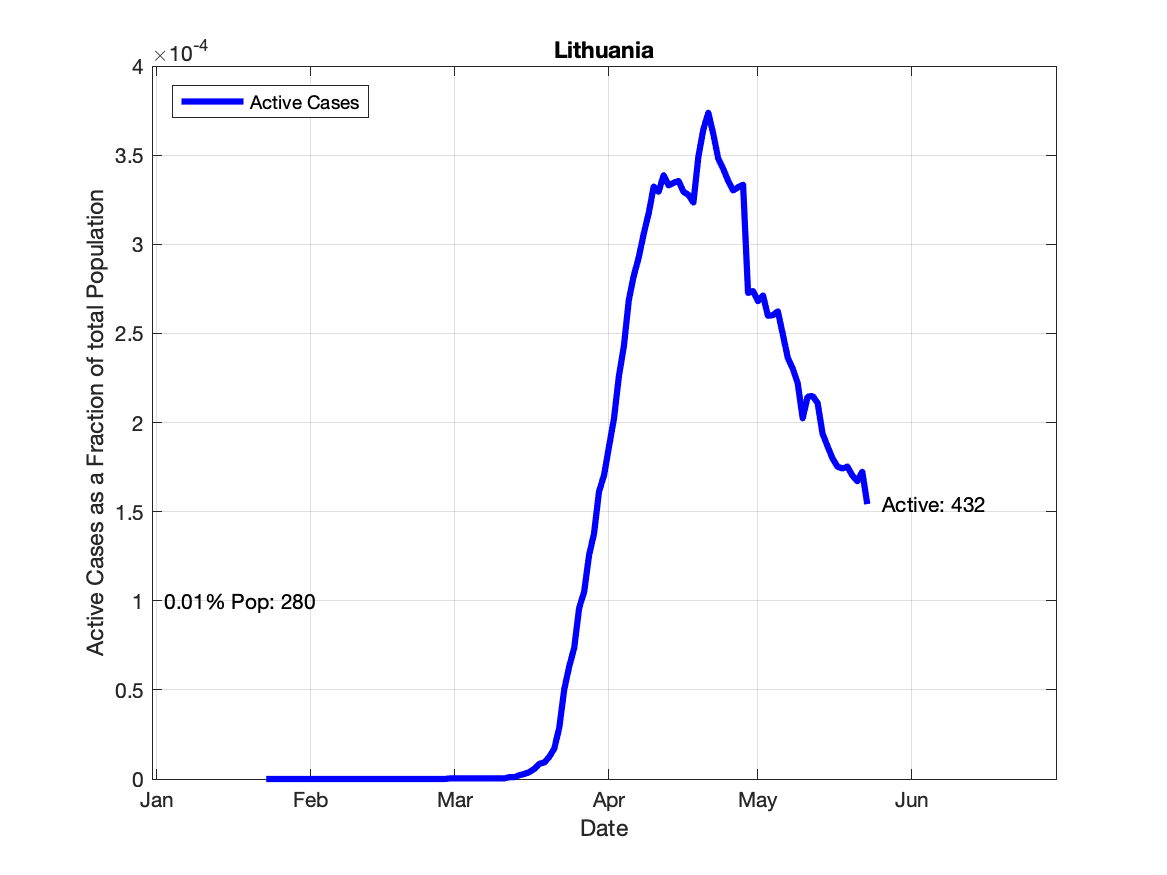 Lithuania
×10-4
4
3.5
3
2.5
2
1.5
1
0.5
0
Active Cases
Active: 432
0.01% Pop: 280
Active Cases as a Fraction of total Population
Jan Feb Mar Apr May Jun
Date